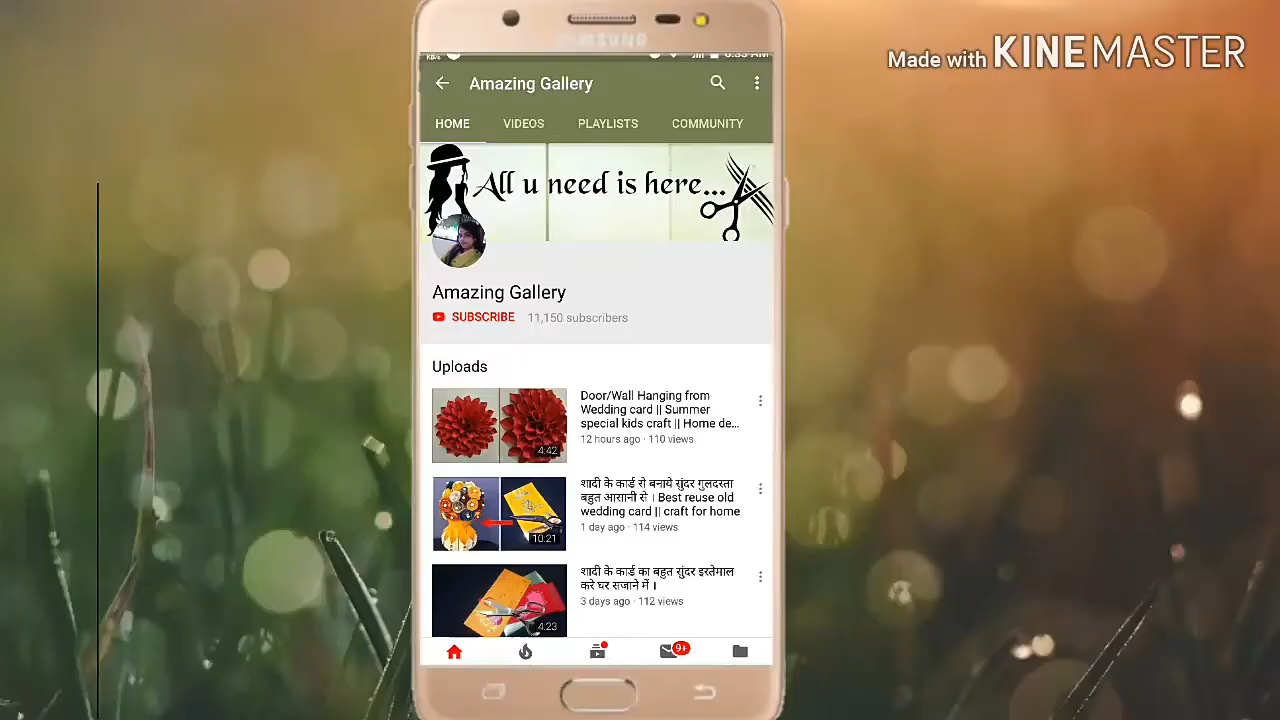 Made with KINEMASTER
SAMSUNG
Amazing Gallery
HOME VIDEOS PLAYLISTS COMMUNITY
All u need is here...
Amazing Gallery
SUBSCRIBE 11,150 subscribers
Uploads
Door/Wall Hanging from
Wedding card || Summer
special kids craft || Home de...
12 hours ago · 110 views
4:42
शादी के कार्ड से बनाये सुंदर गुलदस्ता
बहुत आसानी से । Best reuse old
wedding card || craft for home
1 day ago · 114 views
10:21
शादी के कार्ड का बहुत सुंदर इस्तेमाल
करे घर सजाने में ।
3 days ago · 112 views
4:23
9+